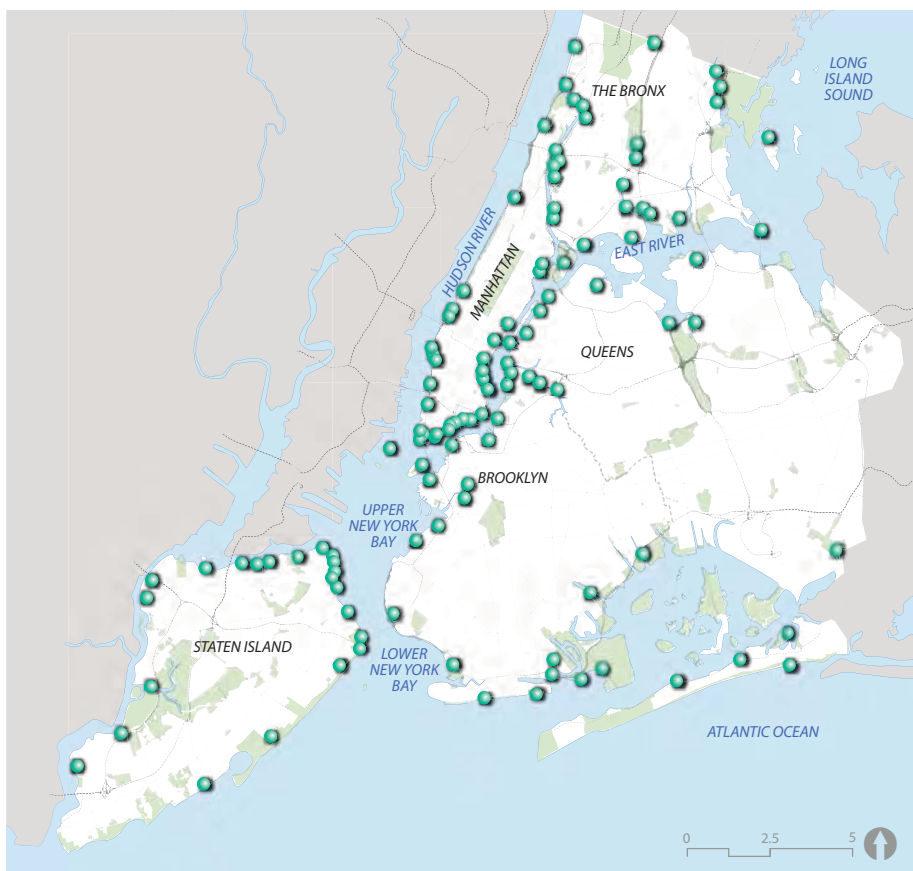 LONG
ISLAND
SOUND
THE BRONX
HUDSON RIVER
MANHATTAN
EAST RIVER
QUEENS
BROOKLYN
UPPER
NEW YORK
BAY
STATEN ISLAND
LOWER
NEW YORK
BAY
ATLANTIC OCEAN
0 2.5 5